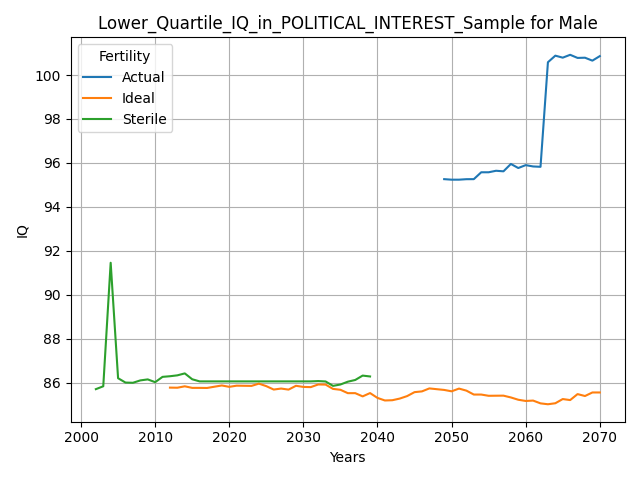 Lower_Quartile_IQ_in_POLITICAL_INTEREST_Sample for Male
Fertility
Actual
Ideal
Sterile
100
98
96
94
92
90
88
86
IQ
2000 2010 2020 2030 2040 2050 2060 2070
Years